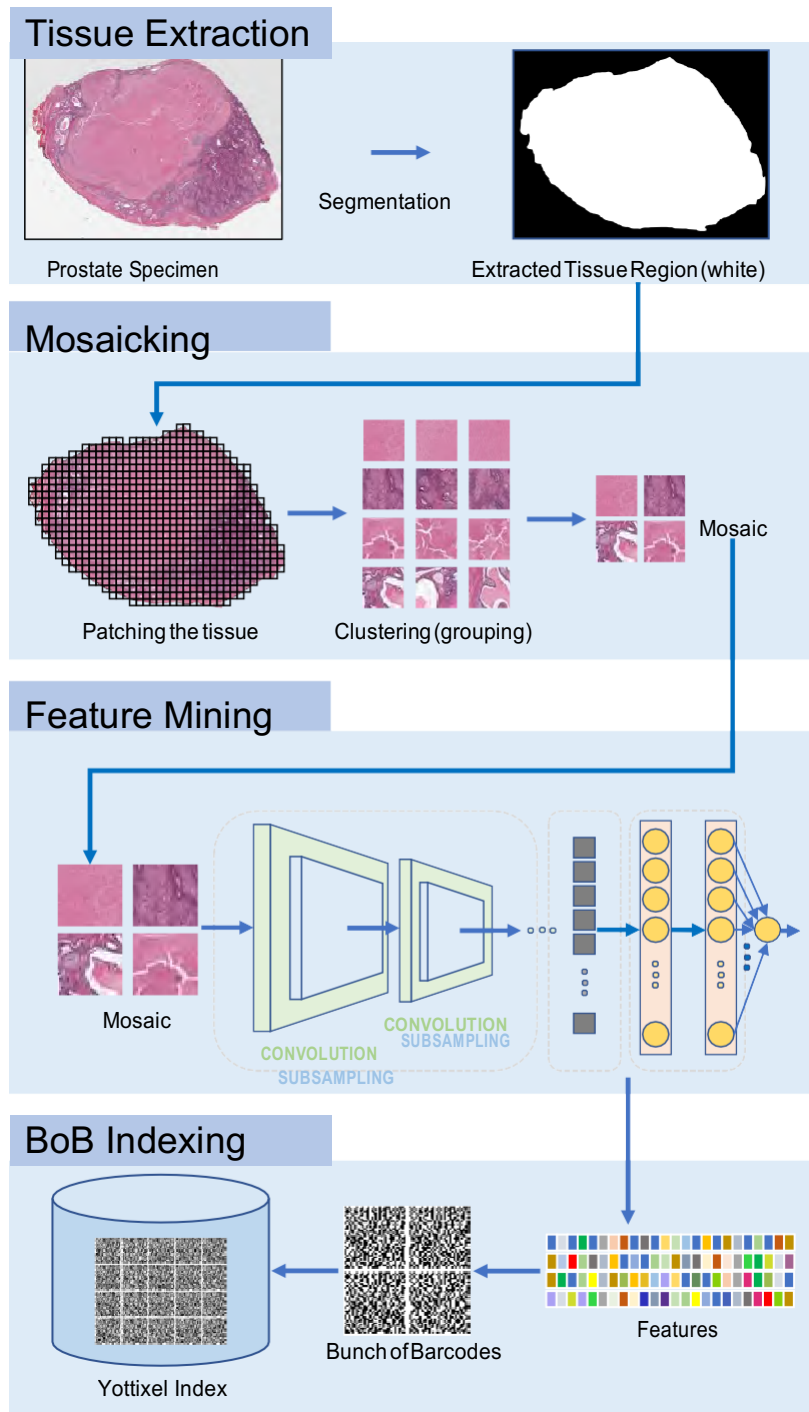 Tissue Extraction
Segmentation
Prostate Specimen
Extracted Tissue Region (white)
Mosaicking
Mosaic
Patching the tissue
Clustering (grouping)
Feature Mining
Mosaic
CONVOLUTION
SUBSAMPLING
CONVOLUTION
SUBSAMPLING
BoB Indexing
Features
Bunch of Barcodes
Yottixel Index